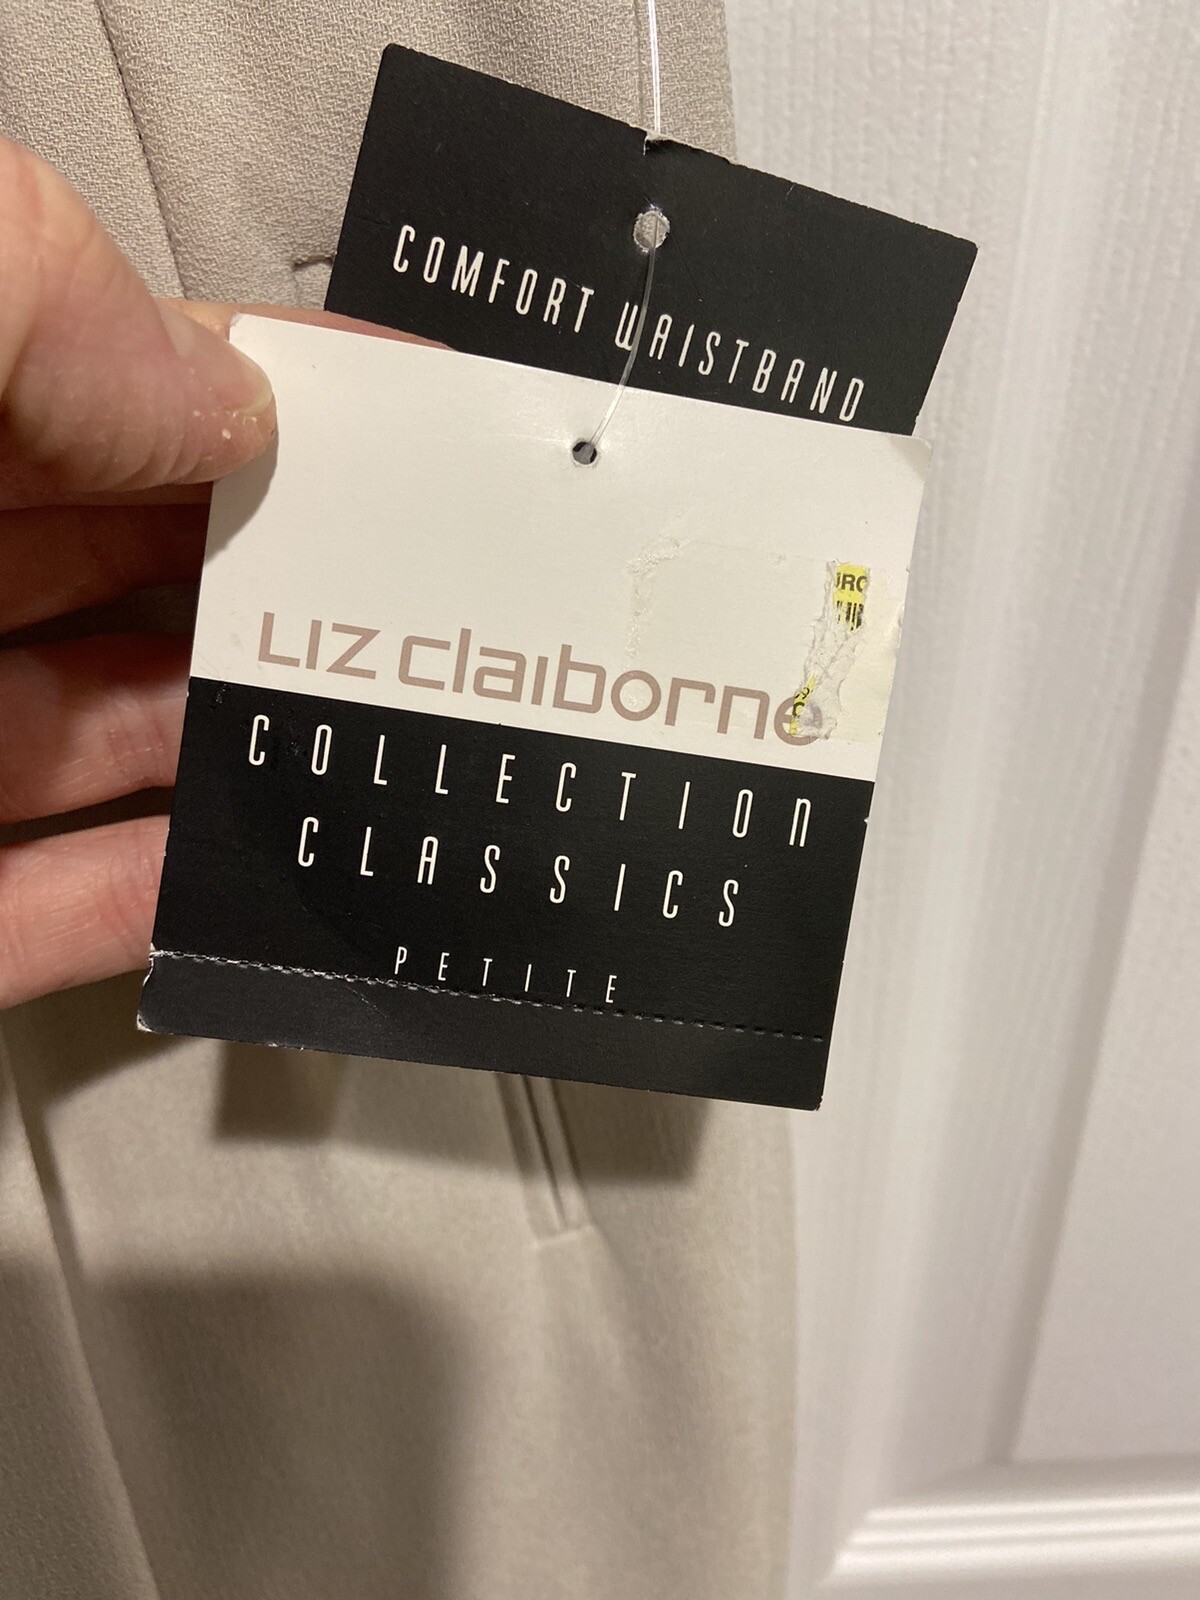 COMFORT WAISTBAND
LIZ claiborne
COLLECTION
CLASSICS
PETITE